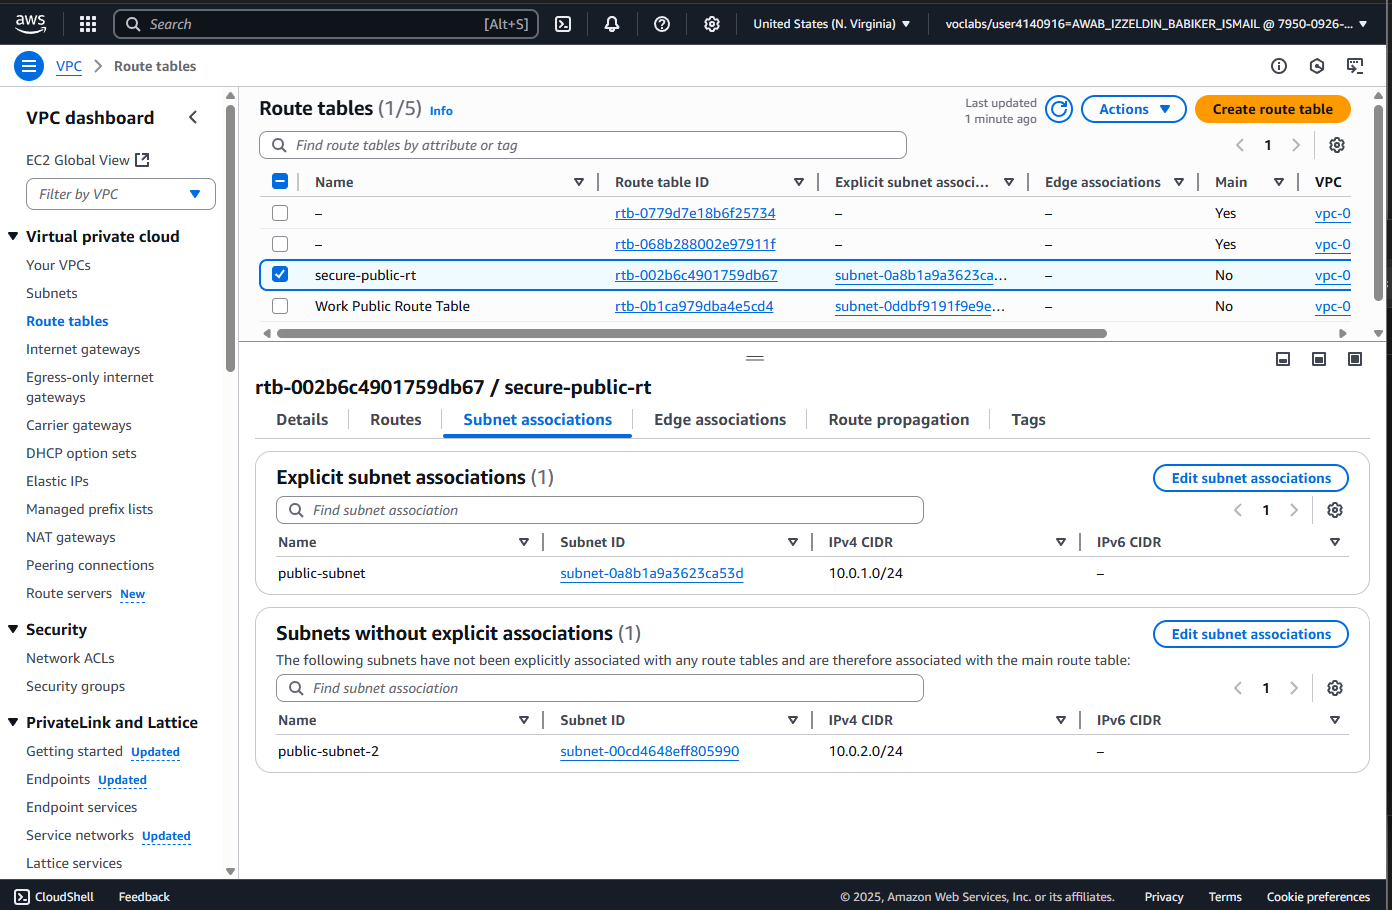 aws
Search [Alt+S]
United States (N. Virginia)
voclabs/user4140916=AWAB_IZZELDIN_BABIKER_ISMAIL @ 7950-0926-...
VPC
Route tables
VPC dashboard
EC2 Global View
Filter by VPC
Virtual private cloud
Your VPCs
Subnets
Route tables
Internet gateways
Egress-only internet
gateways
Carrier gateways
DHCP option sets
Elastic IPs
Managed prefix lists
NAT gateways
Peering connections
Route servers New
Security
Network ACLs
Security groups
PrivateLink and Lattice
Getting started Updated
Endpoints Updated
Endpoint services
Service networks Updated
Lattice services
Route tables (1/5) Info
Last updated
1 minute ago
Actions
Create route table
Find route tables by attribute or tag
1
Name Route table ID Explicit subnet associ... Edge associations Main VPC
– rtb-0779d7e18b6f25734 – – Yes vpc-0
– rtb-068b288002e97911f – – Yes vpc-0
secure-public-rt rtb-002b6c4901759db67 subnet-0a8b1a9a3623ca... – No vpc-0
Work Public Route Table rtb-0b1ca979dba4e5cd4 subnet-0ddbf9191f9e9e... – No vpc-0
rtb-002b6c4901759db67 / secure-public-rt
Details Routes Subnet associations Edge associations Route propagation Tags
Explicit subnet associations (1)
Edit subnet associations
Find subnet association
1
Name Subnet ID IPv4 CIDR IPv6 CIDR
public-subnet subnet-0a8b1a9a3623ca53d 10.0.1.0/24 –
Subnets without explicit associations (1)
Edit subnet associations
The following subnets have not been explicitly associated with any route tables and are therefore associated with the main route table:
Find subnet association
1
Name Subnet ID IPv4 CIDR IPv6 CIDR
public-subnet-2 subnet-00cd4648eff805990 10.0.2.0/24 –
CloudShell Feedback
© 2025, Amazon Web Services, Inc. or its affiliates. Privacy Terms Cookie preferences